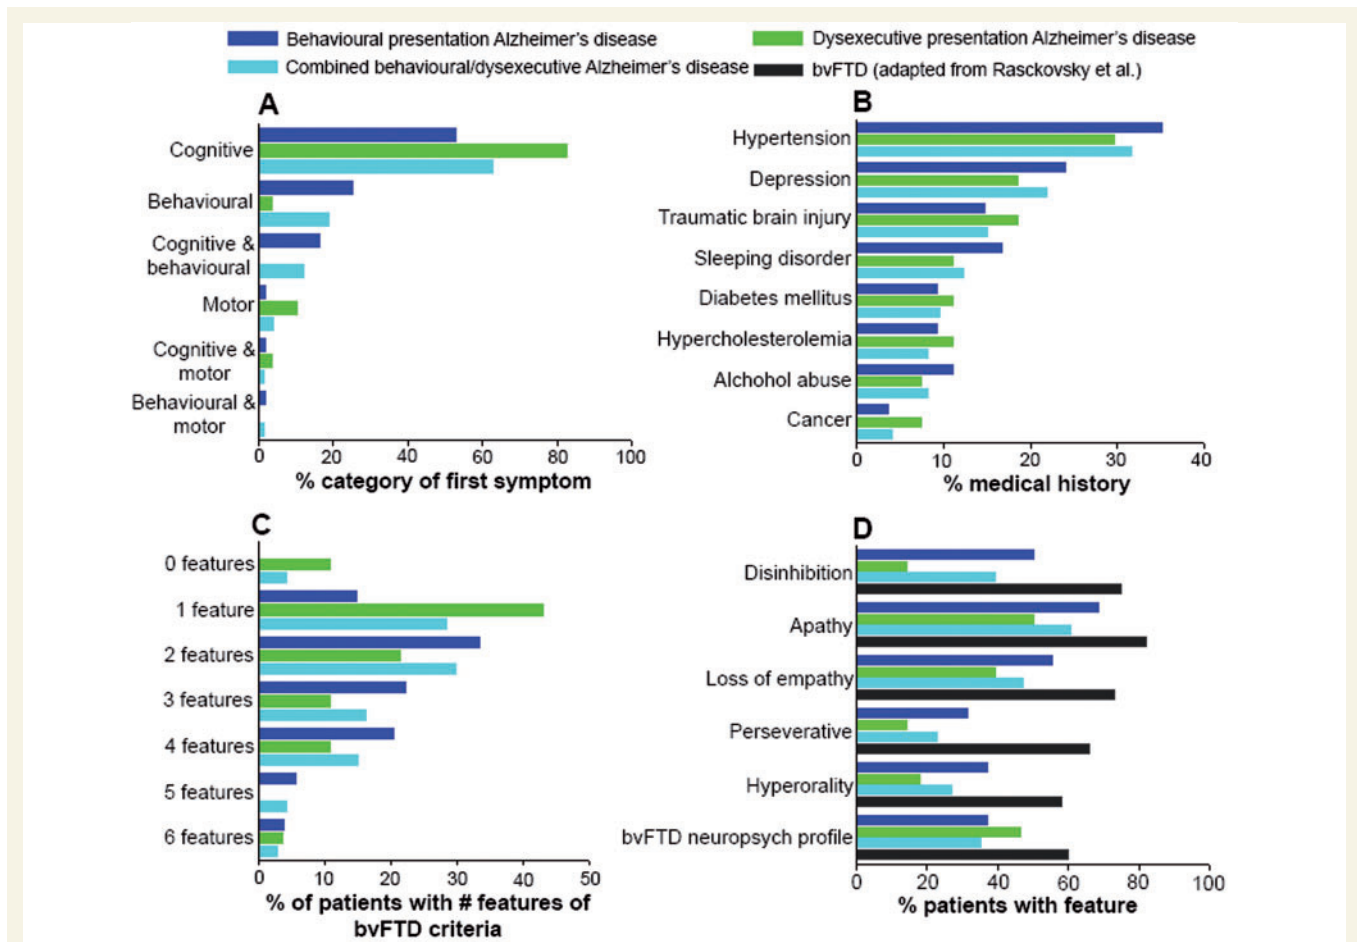 Behavioural presentation Alzheimer's disease
Dysexecutive presentation Alzheimer's disease
Combined behavioural/dysexecutive Alzheimer's disease
bvFTD (adapted from Rasckovsky et al.)
A
Cognitive
Behavioural
Cognitive &
behavioural
Motor
Cognitive &
motor
Behavioural &
motor
0 20 40 60 80 100
% category of first symptom
B
Hypertension
Depression
Traumatic brain injury
Sleeping disorder
Diabetes mellitus
Hypercholesterolemia
Alchohol abuse
Cancer
0 10 20 30 40
% medical history
C
0 features
1 feature
2 features
3 features
4 features
5 features
6 features
0 10 20 30 40 50
% of patients with # features of
bvFTD criteria
D
Disinhibition
Apathy
Loss of empathy
Perseverative
Hyperorality
bvFTD neuropsych profile
0 20 40 60 80 100
% patients with feature